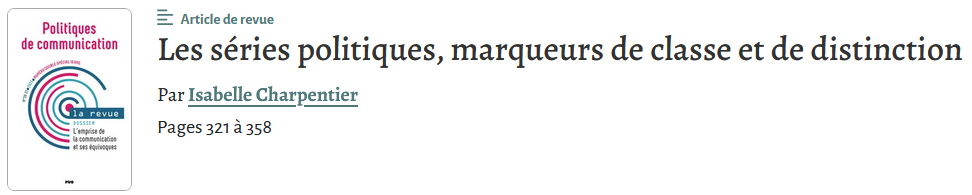 Politiques
de communication
la revue
DOSSIER
L'emprise de
la communication
et ses équivoques
PUG
Article de revue
Les séries politiques, marqueurs de classe et de distinction
Par Isabelle Charpentier
Pages 321 à 358